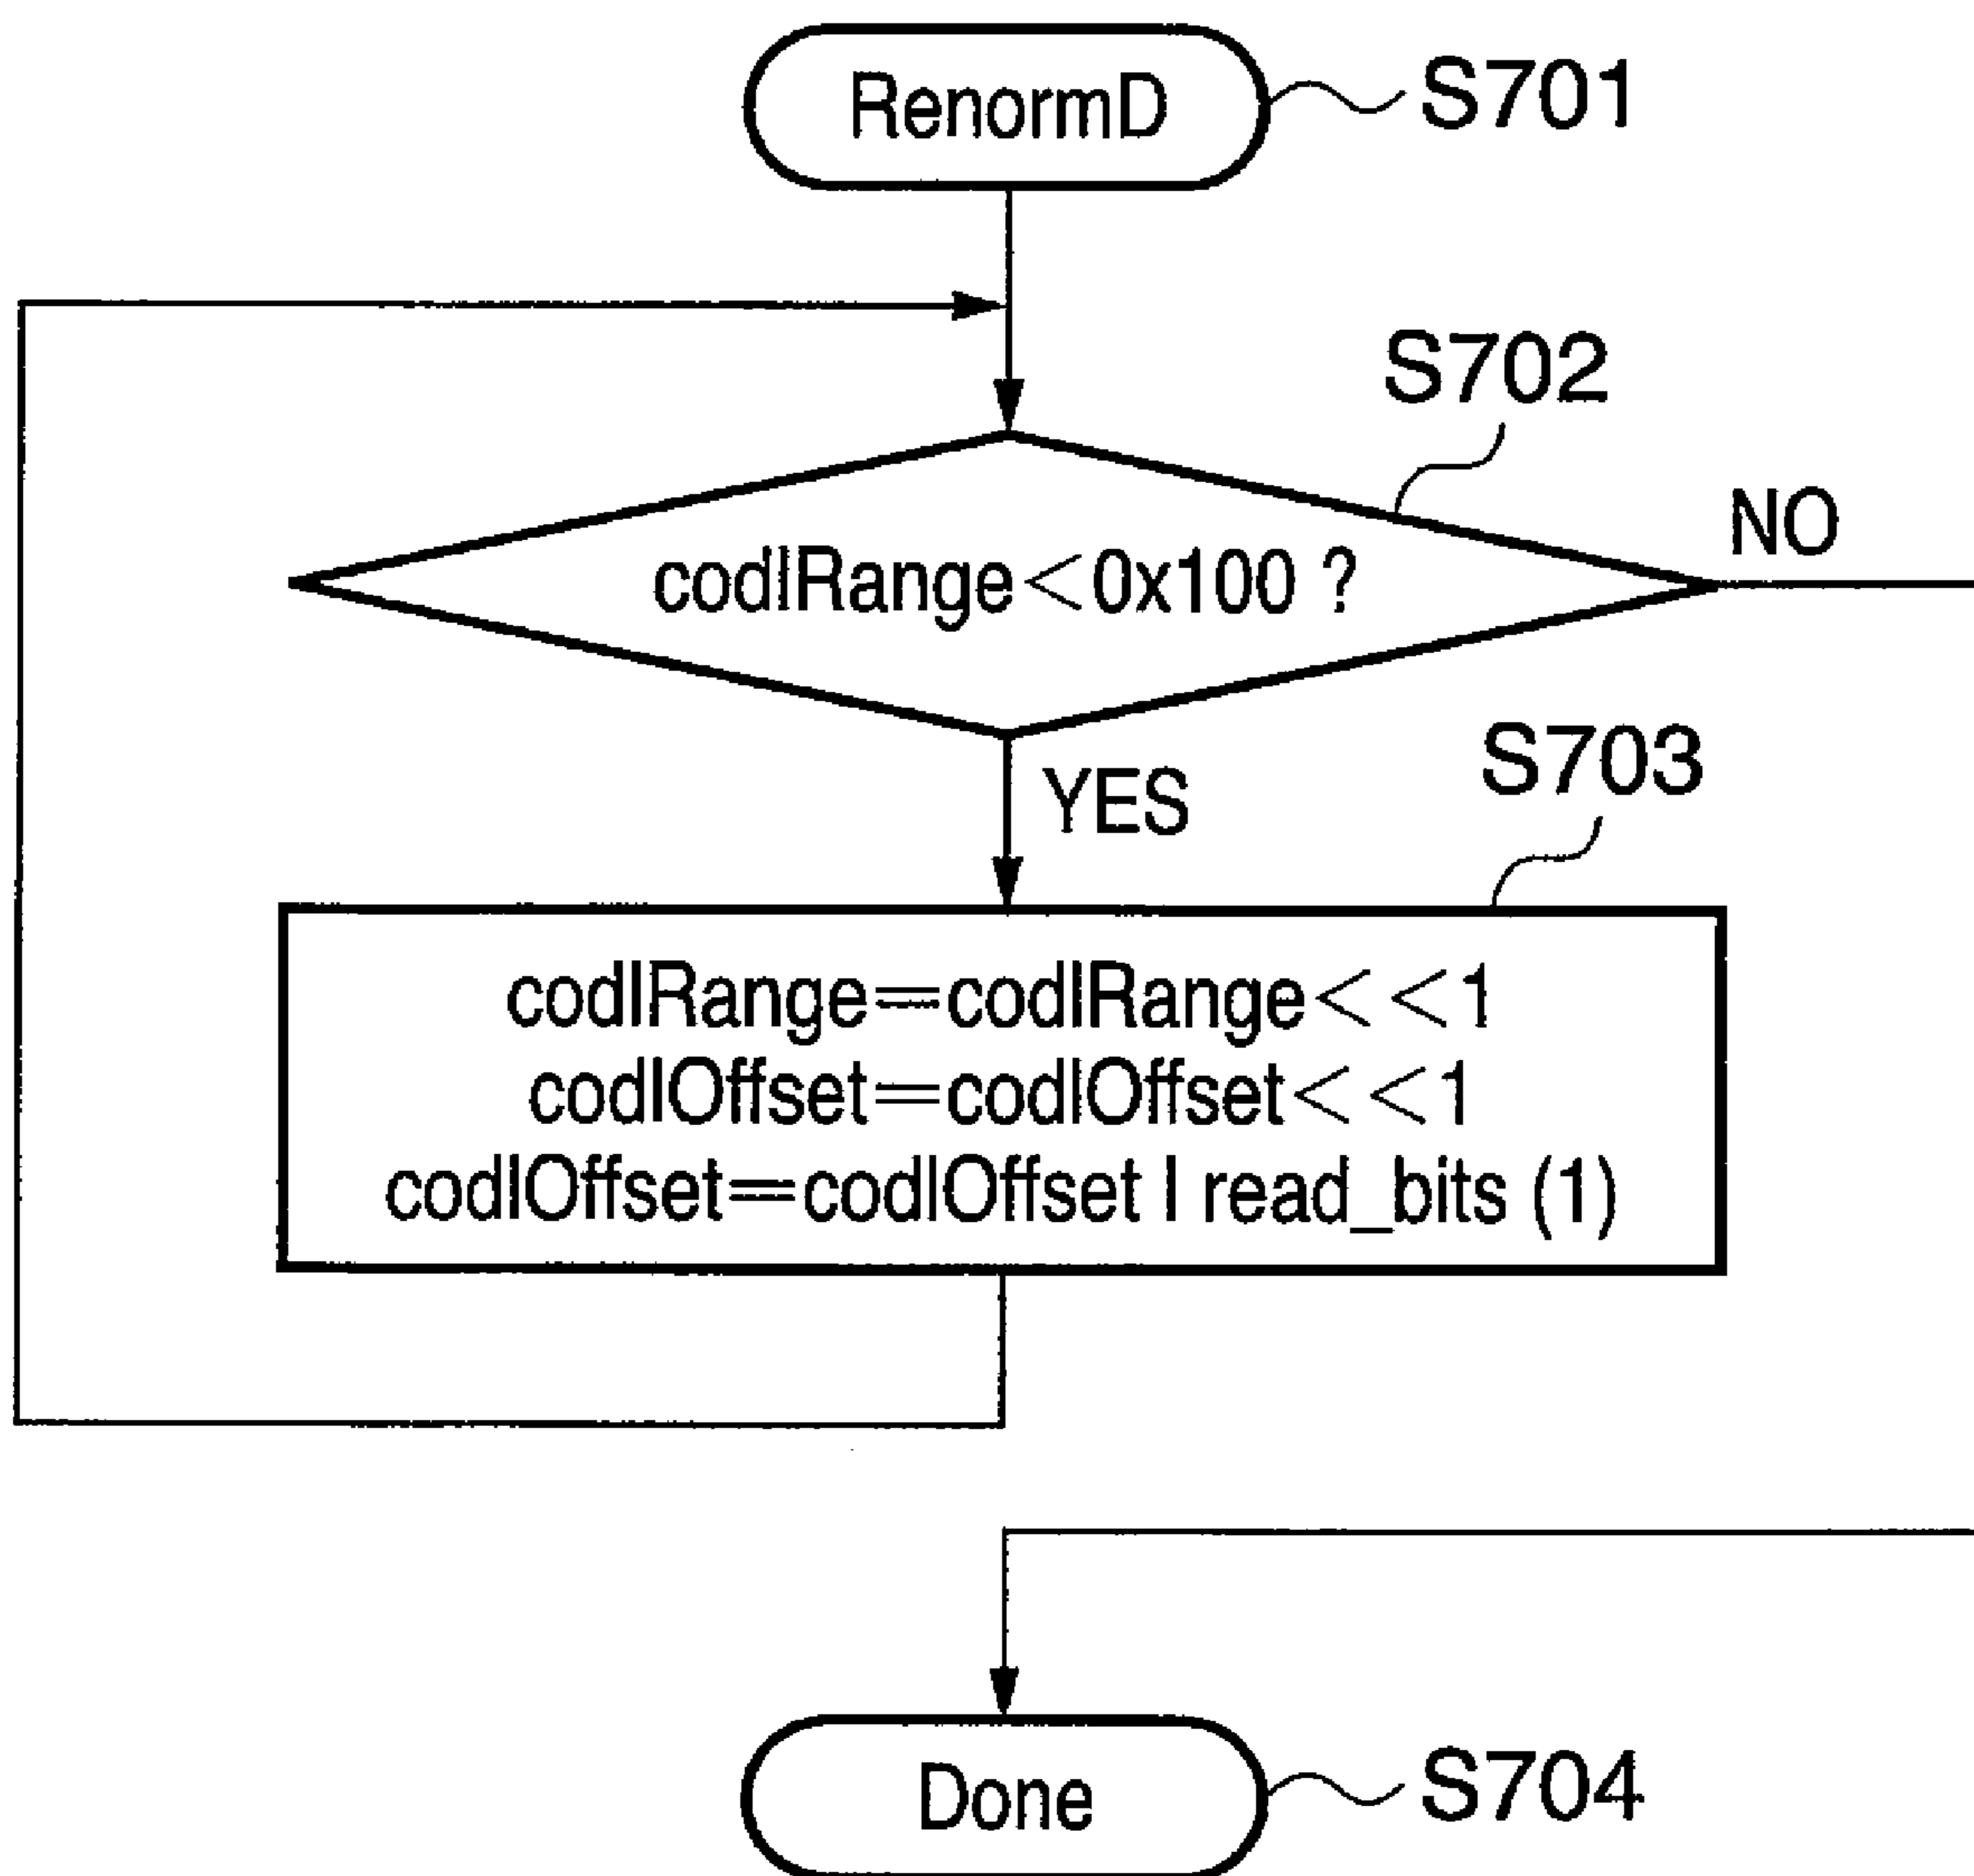 RenormD
S701
S702
codIRange<0x100 ?
NO
YES
S703
codIRange=codIRange<<1
codIOffset=codIOffset<<1
codIOffset=codIOffset | read_bits (1)
Done
S704